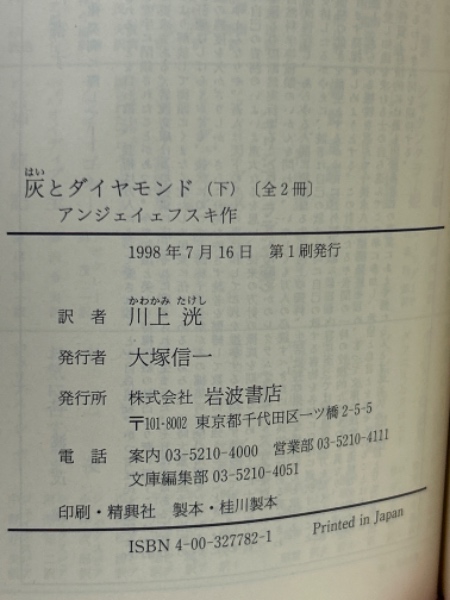 はい
灰とダイヤモンド（下）〔全2冊〕
アンジェイェフスキ作
1998年7月16日 第1刷発行
かわかみ たけし
訳 者 川上 洸
発行者 大塚信一
発行所 株式会社 岩波書店
〒101-8002 東京都千代田区一ツ橋2-5-5
電 話 案内 03-5210-4000 営業部 03-5210-4111
文庫編集部 03-5210-4051
印刷・精興社 製本・桂川製本
ISBN 4-00-327782-1 Printed in Japan